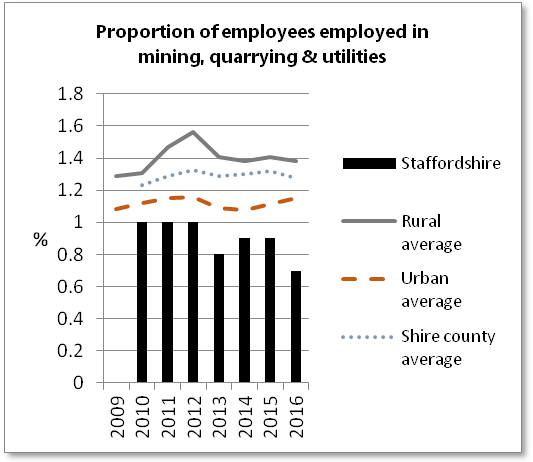 Proportion of employees employed in
mining, quarrying & utilities
1.8
1.6
1.4
1.2
1
0.8
0.6
0.4
0.2
0
%
2009
2010
2011
2012
2013
2014
2015
2016
Staffordshire
Rural
average
Urban
average
Shire county
average